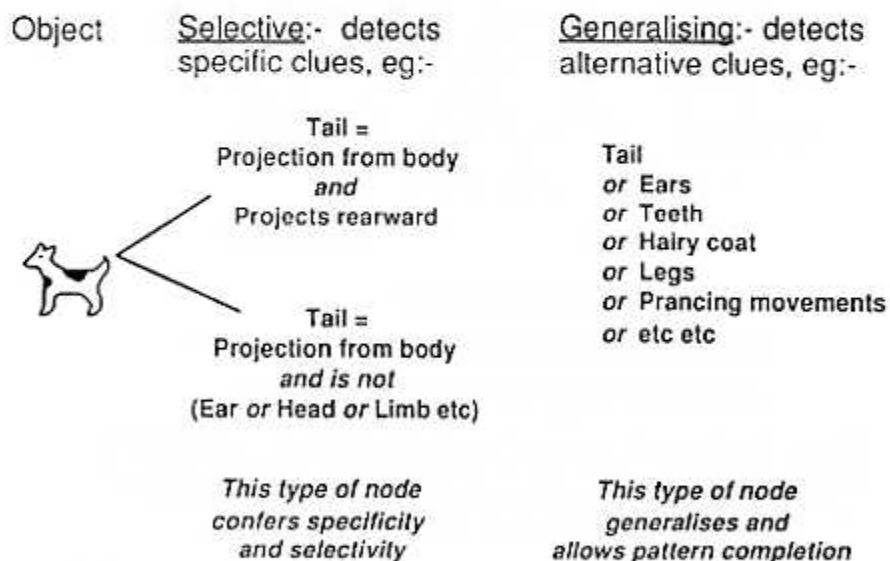 Object
Selective:- detects
specific clues, eg:-
Generalising:- detects
alternative clues, eg:-
Tail =
Projection from body
and
Projects rearward
Tail =
Projection from body
and is not
(Ear or Head or Limb etc)
Tail
or Ears
or Teeth
or Hairy coat
or Legs
or Prancing movements
or etc etc
This type of node
confers specificity
and selectivity
This type of node
generalises and
allows pattern completion